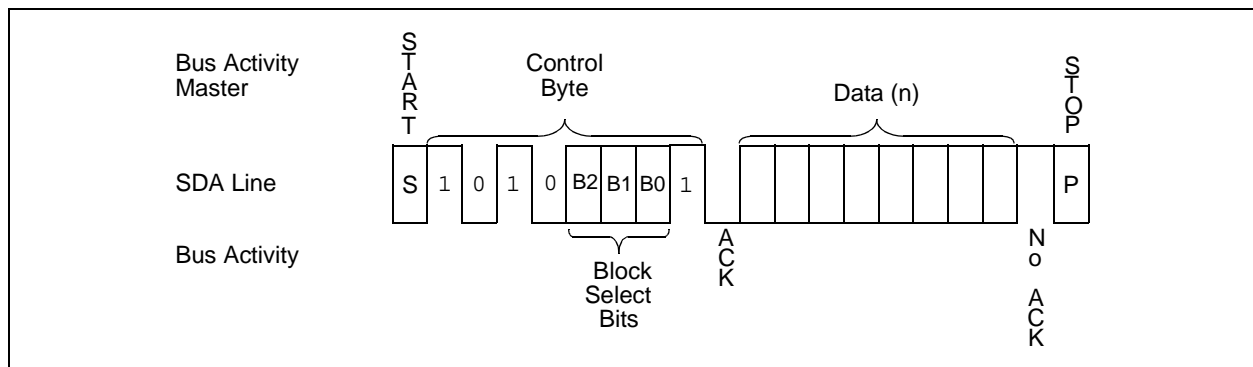 START
Bus Activity
Master
Control
Byte
Data (n)
STOP
SDA Line
S 1 0 1 0 B2 B1 B0 1 P
Bus Activity
ACK
No ACK
Block
Select
Bits